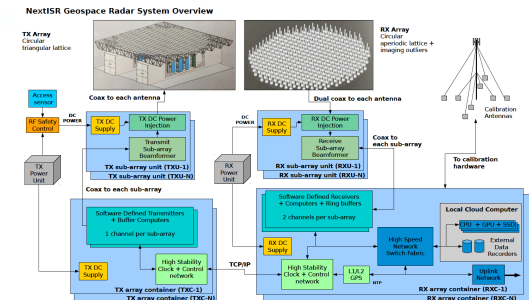 NextISR Geospace Radar System Overview
TX Array
Circular
triangular lattice
RX Array
Circular
aperiodic lattice +
imaging outliers
Access
sensor
RF Safety
Control
TX
Power
Unit
DC
POWER
Coax to each antenna
TX DC
Supply
TX DC Power
Injection
Transmit
Sub-array
Beamformer
TX sub-array unit (TXU-1)
TX sub-array unit (TXU-N)
Coax to each sub-array
Software Defined Transmitters
+ Buffer Computers
1 channel per sub-array
TX DC
Supply
High Stability
Clock + Control
network
TX array container (TXC-1)
TX array container (TXC-N)
Dual coax to each antenna
DC
POWER
RX
Power
Unit
RX DC
Supply
RX DC Power
Injection
Receive
Sub-array
Beamformer
RX sub-array unit (RXU-1)
RX sub-array unit (RXU-N)
Coax to
each sub-array
Calibration
Antennas
To calibration
hardware
Software Defined Receivers
+ Computers + Ring buffers
2 channels per sub-array
RX DC
Supply
TCP/IP
High Stability
Clock + Control
network
L1/L2
GPS
NTP
High Speed
Network
Switch Fabric
Local Cloud Computer
CPU + GPU + SSD
External
Data
Recorders
Uplink
Network
RX array container (RXC-1)
RX array container (RXC-N)